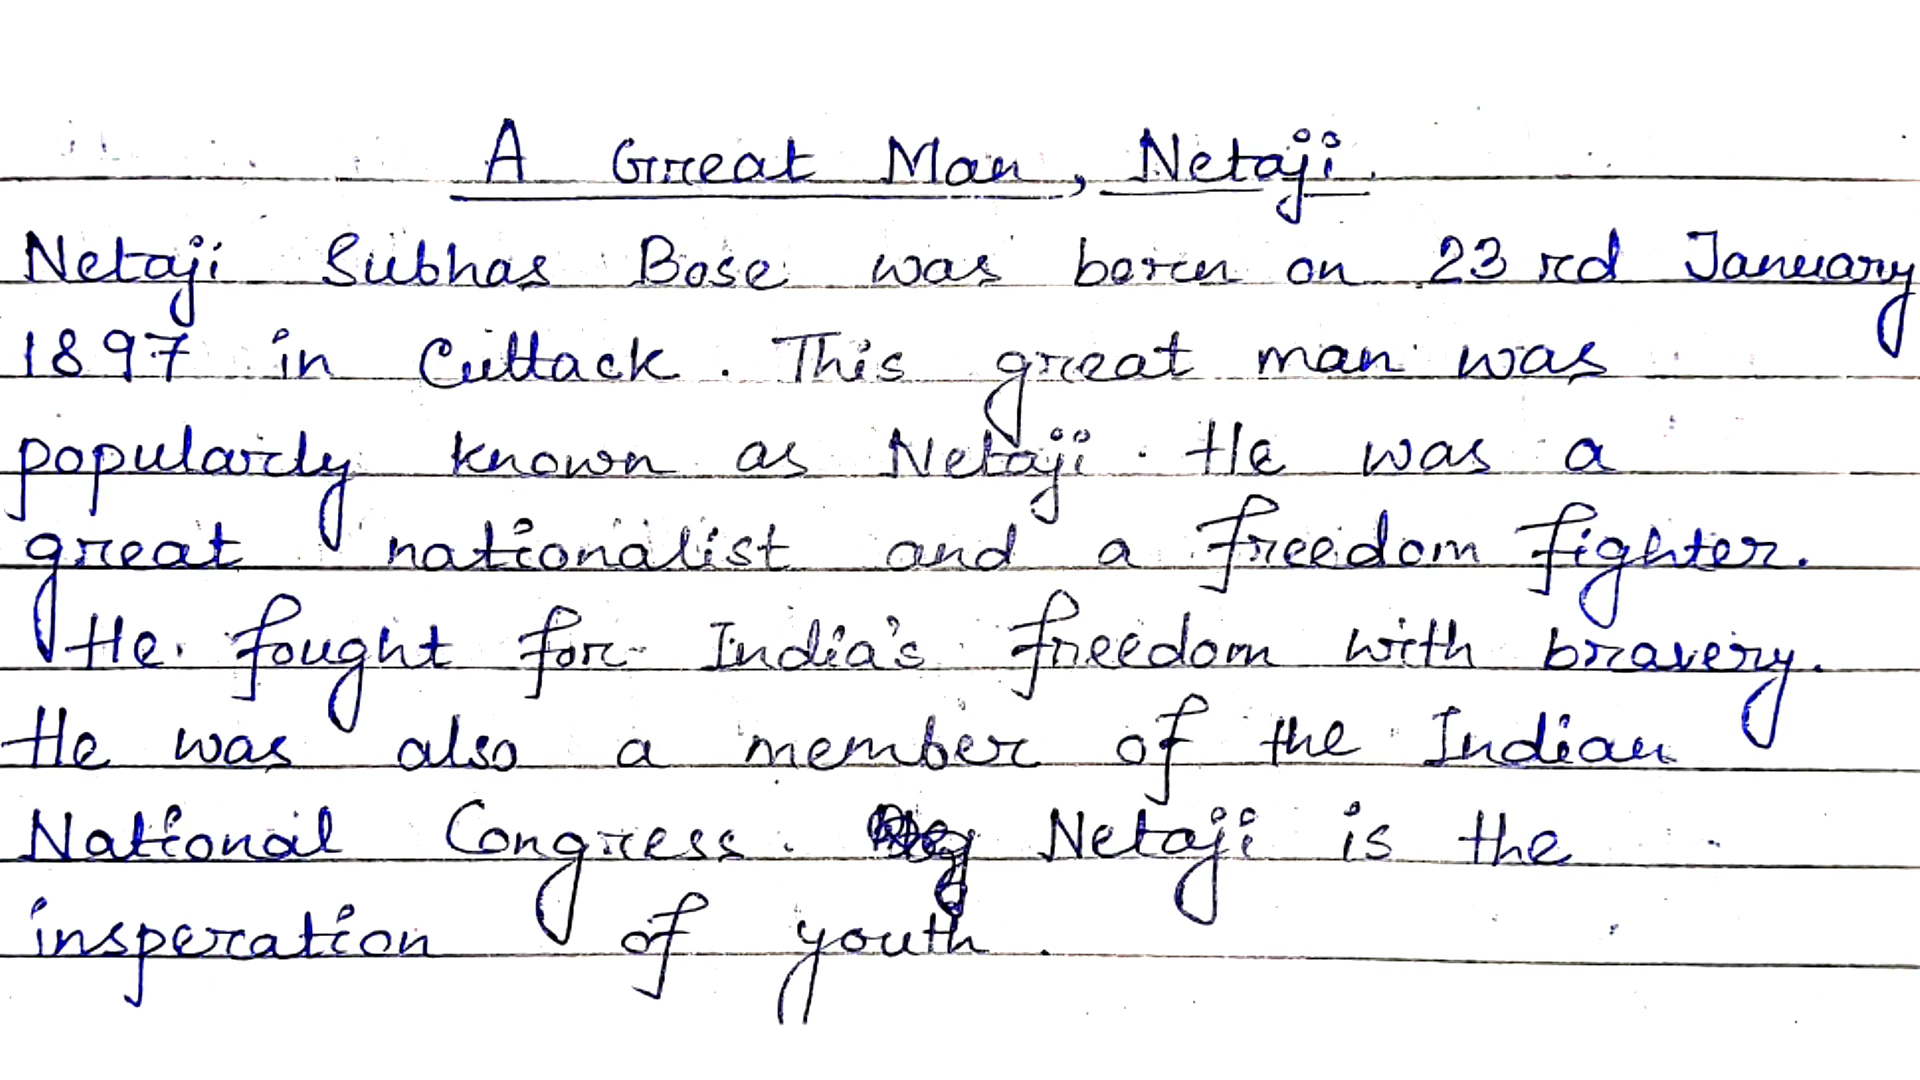 A Great Man, Netaji.
Netaji Subhas Bose was born on 23 rd January
1897 in Cuttack. This great man was
popularly known as Netaji. He was a
great nationalist and a freedom fighter.
He fought for India's freedom with bravery.
He was also a member of the Indian
National Congress. Netaji is the
insperation of youth.